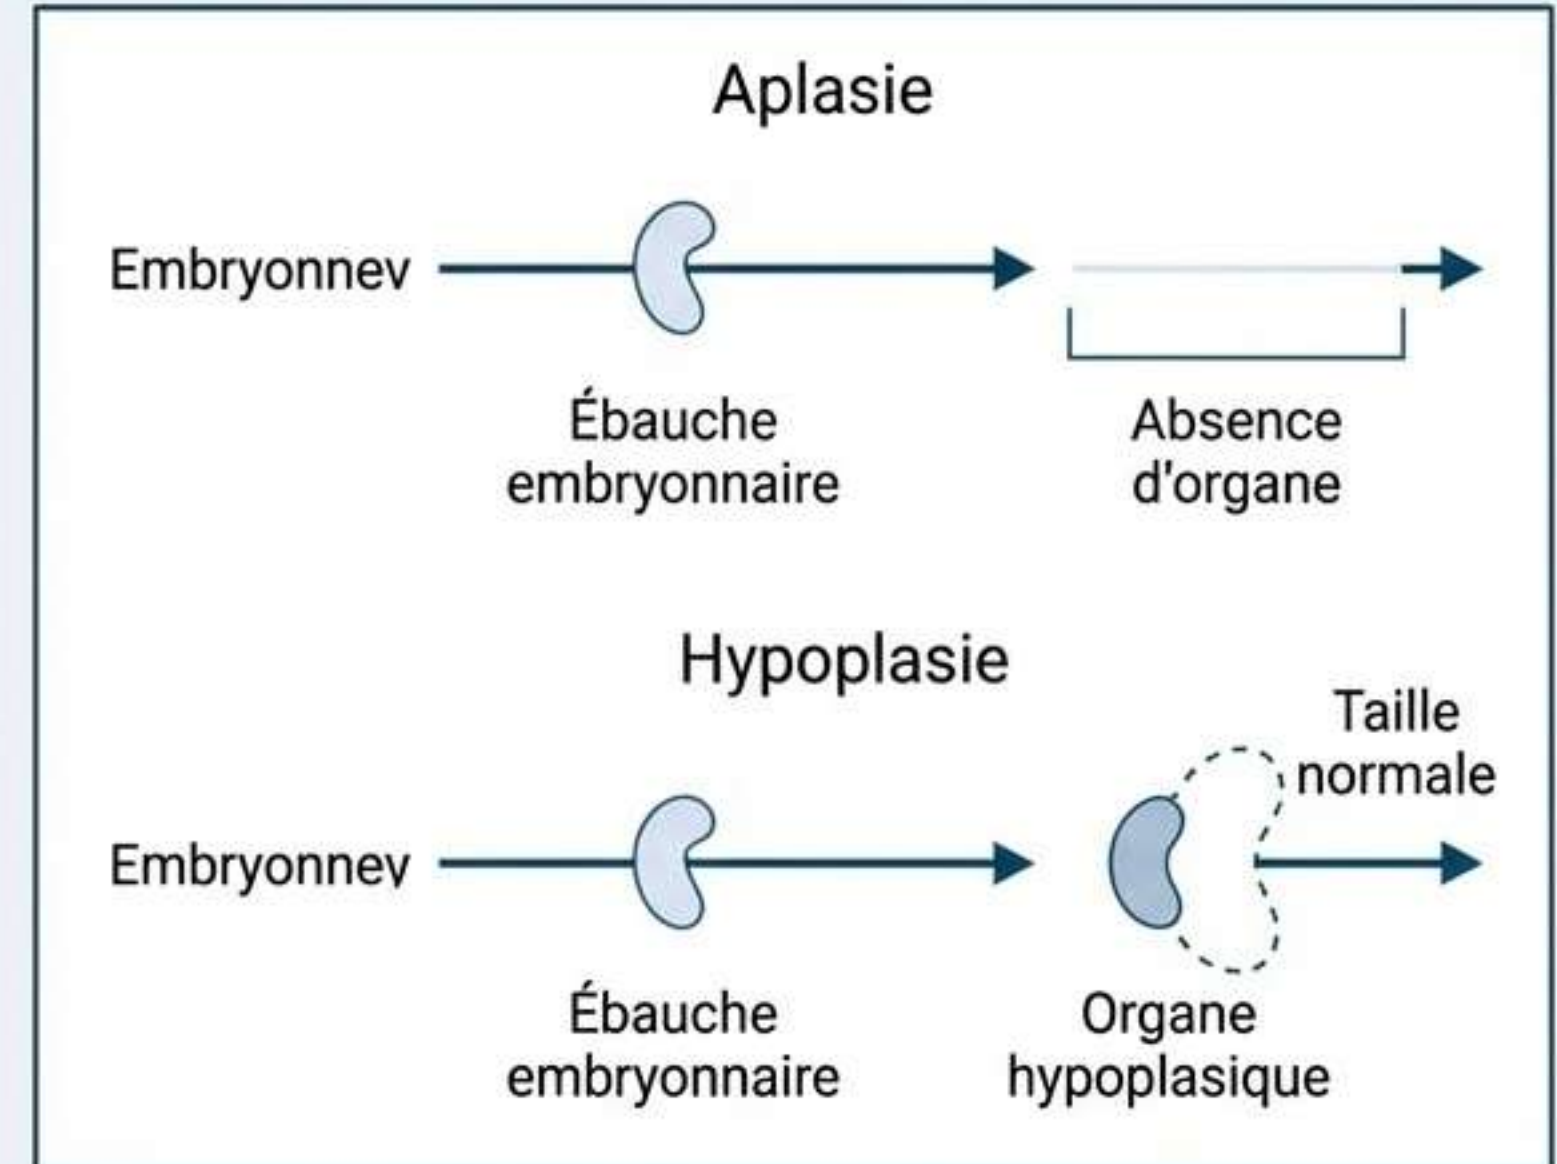 Aplasie
Embryonnev
Ébauche
embryonnaire
Absence
d'organe
Hypoplasie
Taille
normale
Embryonnev
Ébauche
embryonnaire
Organe
hypoplasique